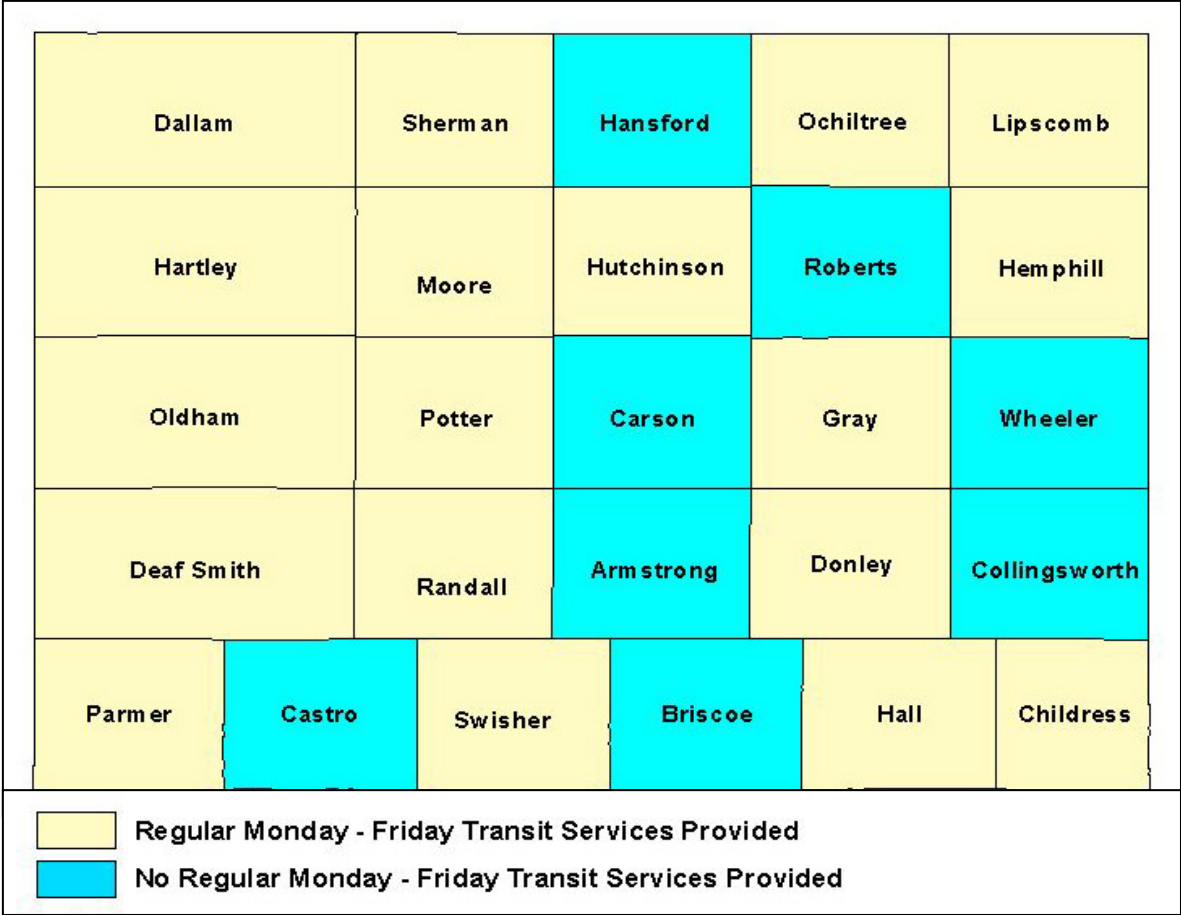 Dallam
Sherman
Hansford
Ochiltree
Lipscomb
Hartley
Moore
Hutchinson
Roberts
Hemphill
Oldham
Potter
Carson
Gray
Wheeler
Deaf Smith
Randall
Armstrong
Donley
Collingsworth
Parmer
Castro
Swisher
Briscoe
Hall
Childress
Regular Monday - Friday Transit Services Provided
No Regular Monday - Friday Transit Services Provided